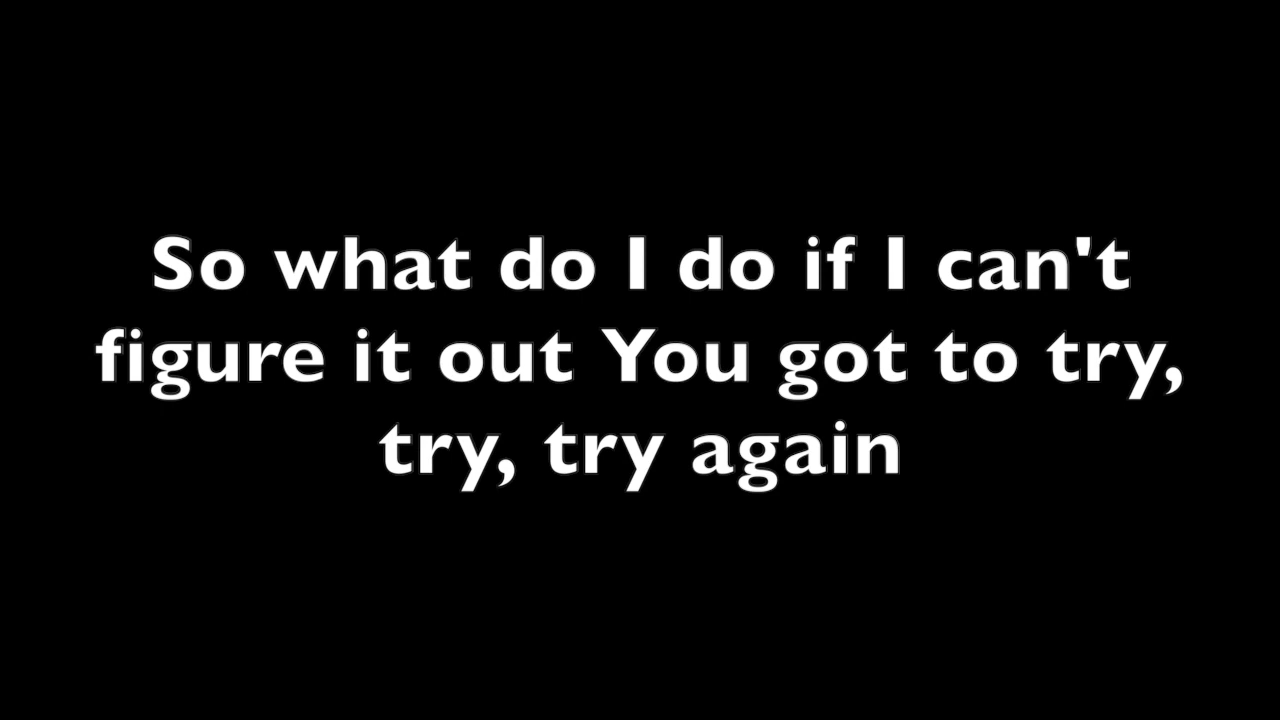 So what do I do if I can't
figure it out You got to try,
try, try again